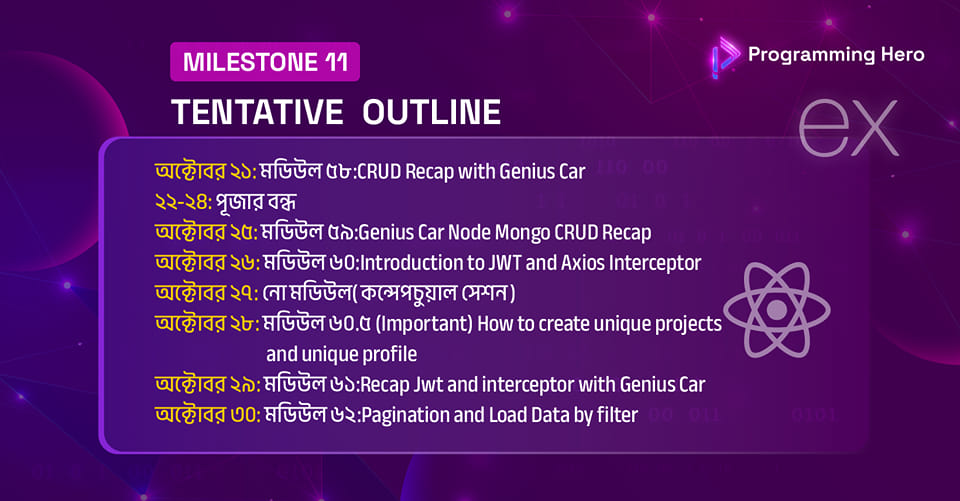 MILESTONE 11
Programming Hero
TENTATIVE OUTLINE
ex
অক্টোবর ২১: মডিউল ৫৮:CRUD Recap with Genius Car
২২-২৪: পূজার বন্ধ
অক্টোবর ২৫: মডিউল ৫৯:Genius Car Node Mongo CRUD Recap
অক্টোবর ২৬: মডিউল ৬০:Introduction to JWT and Axios Interceptor
অক্টোবর ২৭: নো মডিউল( কন্সেপচুয়াল সেশন )
অক্টোবর ২৮: মডিউল ৬০.৫ (Important) How to create unique projects
and unique profile
অক্টোবর ২৯: মডিউল ৬১:Recap Jwt and interceptor with Genius Car
অক্টোবর ৩০: মডিউল ৬২:Pagination and Load Data by filter